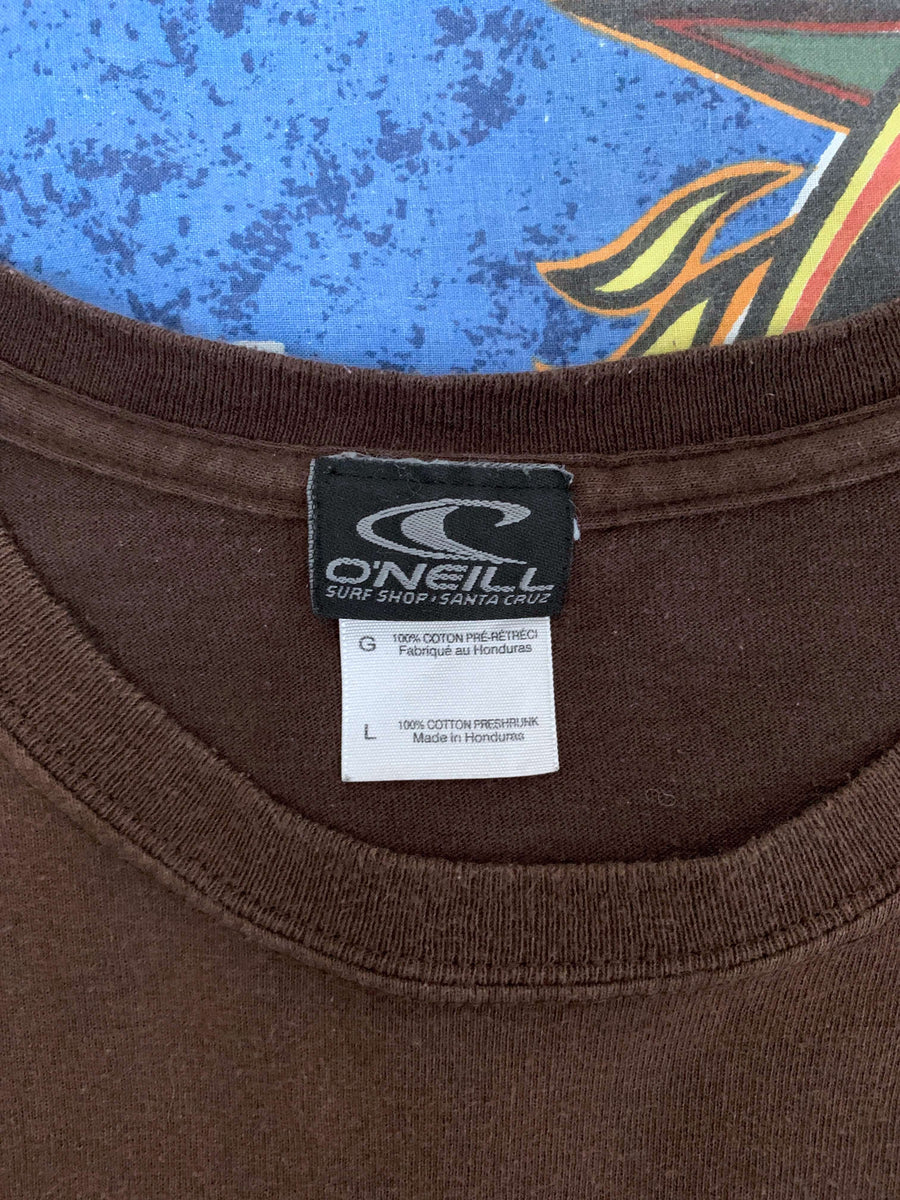 O'NEILL
SURF SHOP • SANTA CRUZ
G 100% COTON PRÉ-RÉTRÉCI
Fabriqué au Honduras
L 100% COTTON PRESHRUNK
Made in Honduras